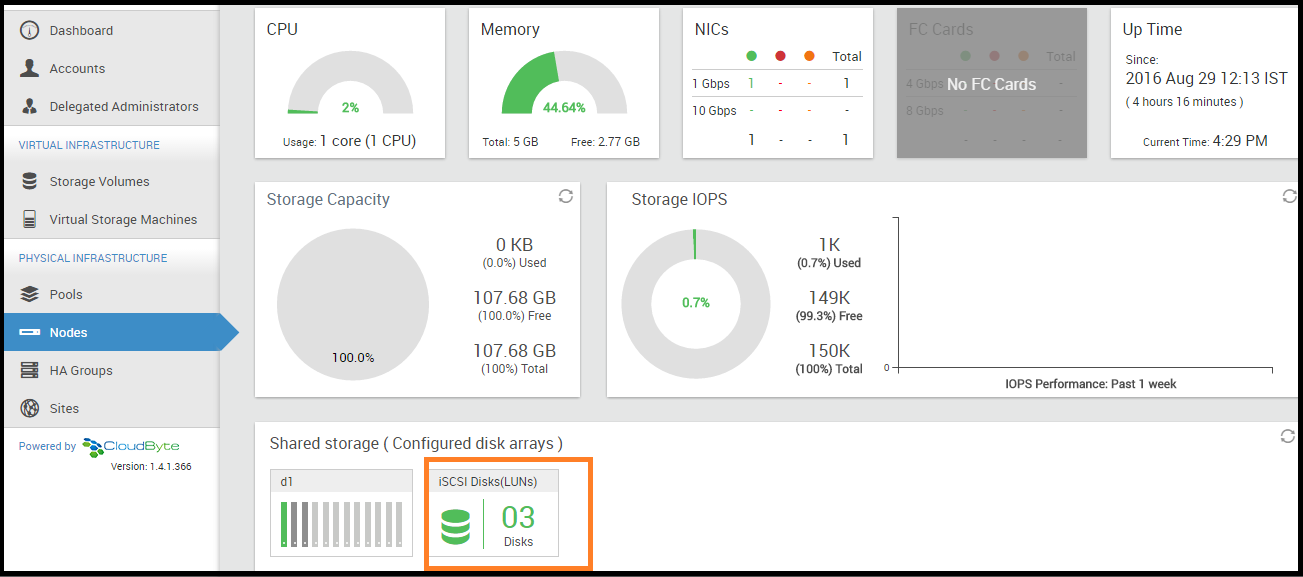 Dashboard
Accounts
Delegated Administrators
VIRTUAL INFRASTRUCTURE
Storage Volumes
Virtual Storage Machines
PHYSICAL INFRASTRUCTURE
Pools
Nodes
HA Groups
Sites
Powered by CloudByte
Version: 1.4.1.366
CPU
2%
Usage: 1 core (1 CPU)
Memory
44.64%
Total: 5 GB Free: 2.77 GB
NICs
Total
1 Gbps 1 - - 1
10 Gbps - - - -
1 - - 1
FC Cards
Total
4 Gbps
No FC Cards
8 Gbps - - - -
- - - -
Up Time
Since:
2016 Aug 29 12:13 IST
( 4 hours 16 minutes )
Current Time: 4:29 PM
Storage Capacity
100.0%
0 KB
(0.0%) Used
107.68 GB
(100.0%) Free
107.68 GB
(100%) Total
Storage IOPS
0.7%
1K
(0.7%) Used
149K
(99.3%) Free
150K
(100%) Total
0
IOPS Performance: Past 1 week
Shared storage ( Configured disk arrays )
d1
iSCSI Disks(LUNs)
03
Disks